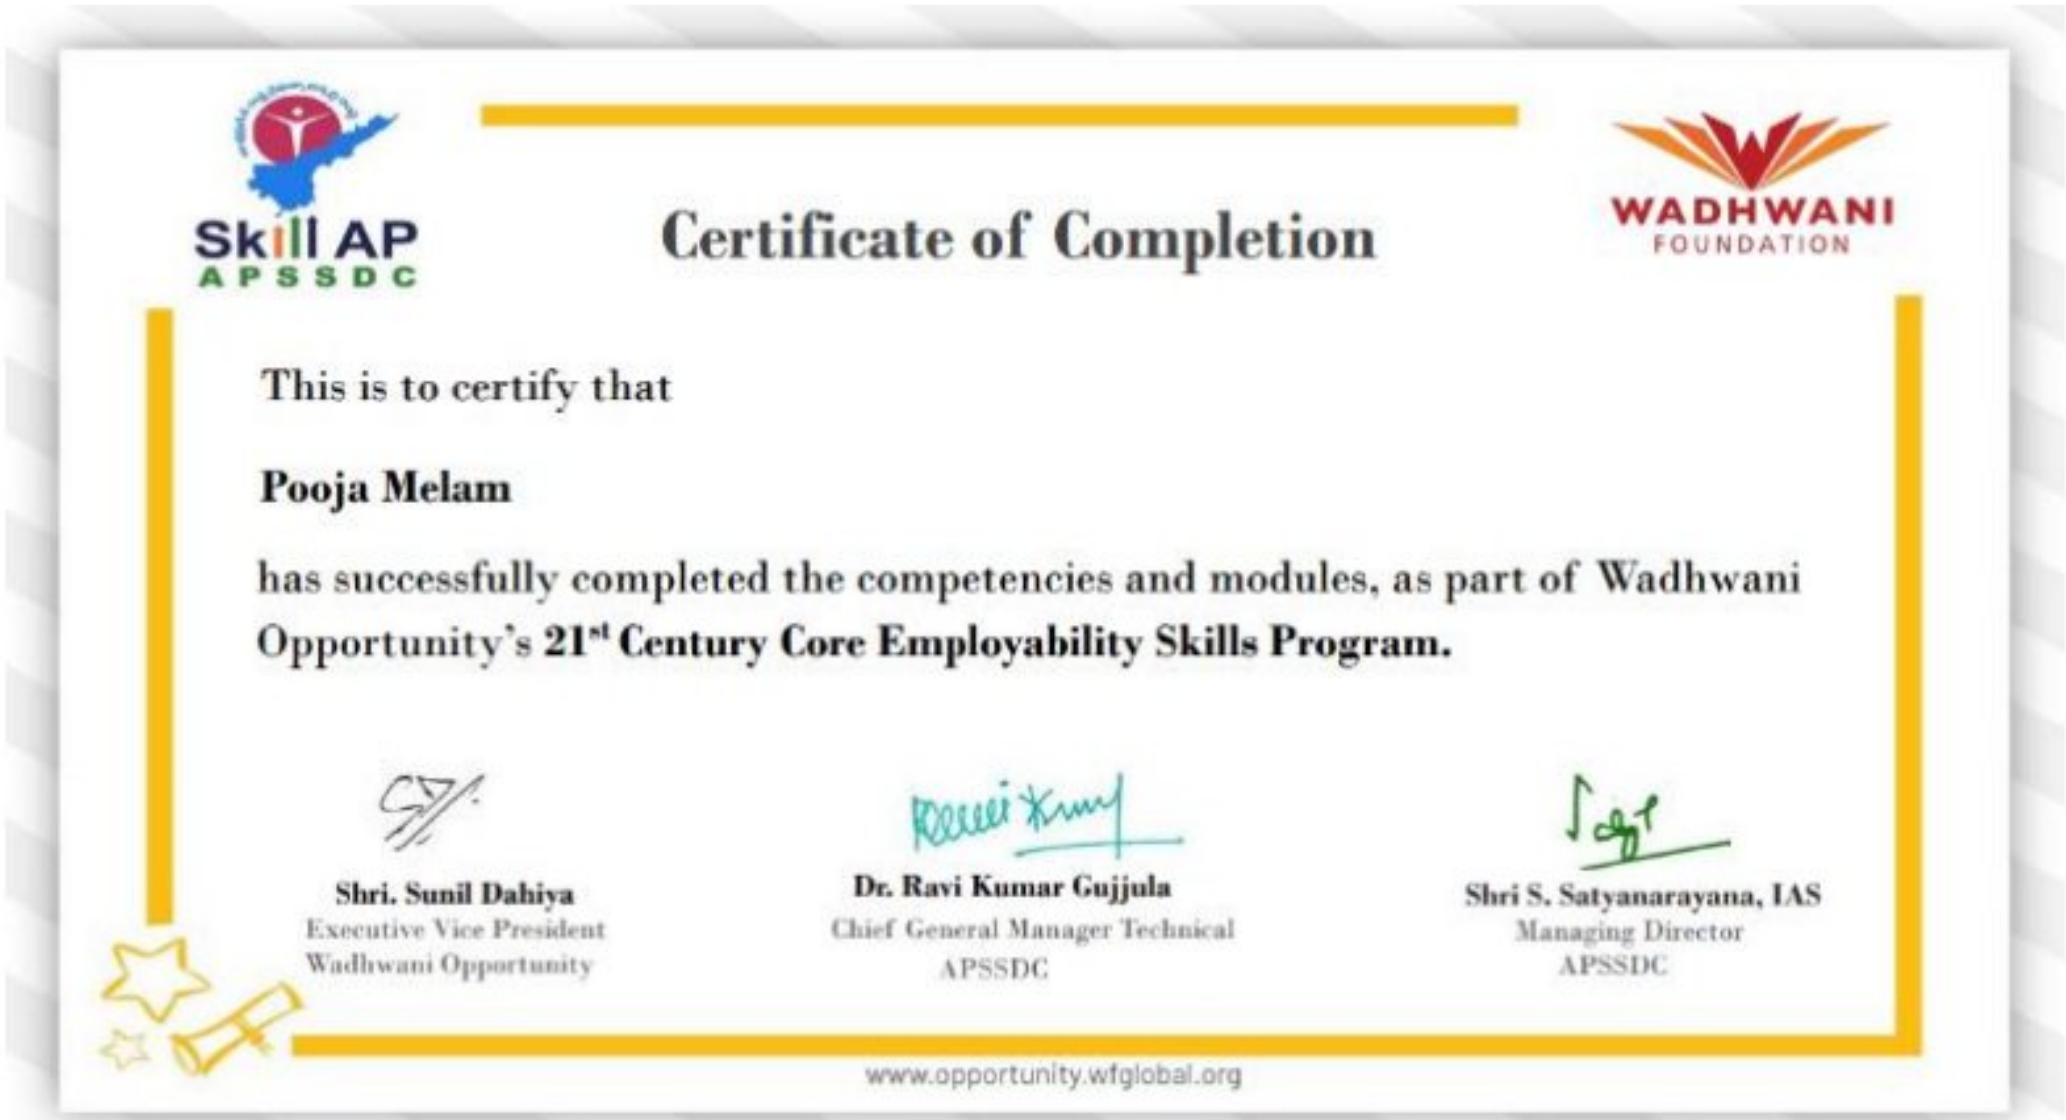 Skill AP
APSSDC
WADHWANI
FOUNDATION
Certificate of Completion
This is to certify that
Pooja Melam
has successfully completed the competencies and modules, as part of Wadhwani
Opportunity's 21st Century Core Employability Skills Program.
Shri. Sunil Dahiya
Executive Vice President
Wadhwani Opportunity
Dr. Ravi Kumar Gujjula
Chief General Manager Technical
APSSDC
Shri S. Satyanarayana, IAS
Managing Director
APSSDC
www.opportunity.wfglobal.org